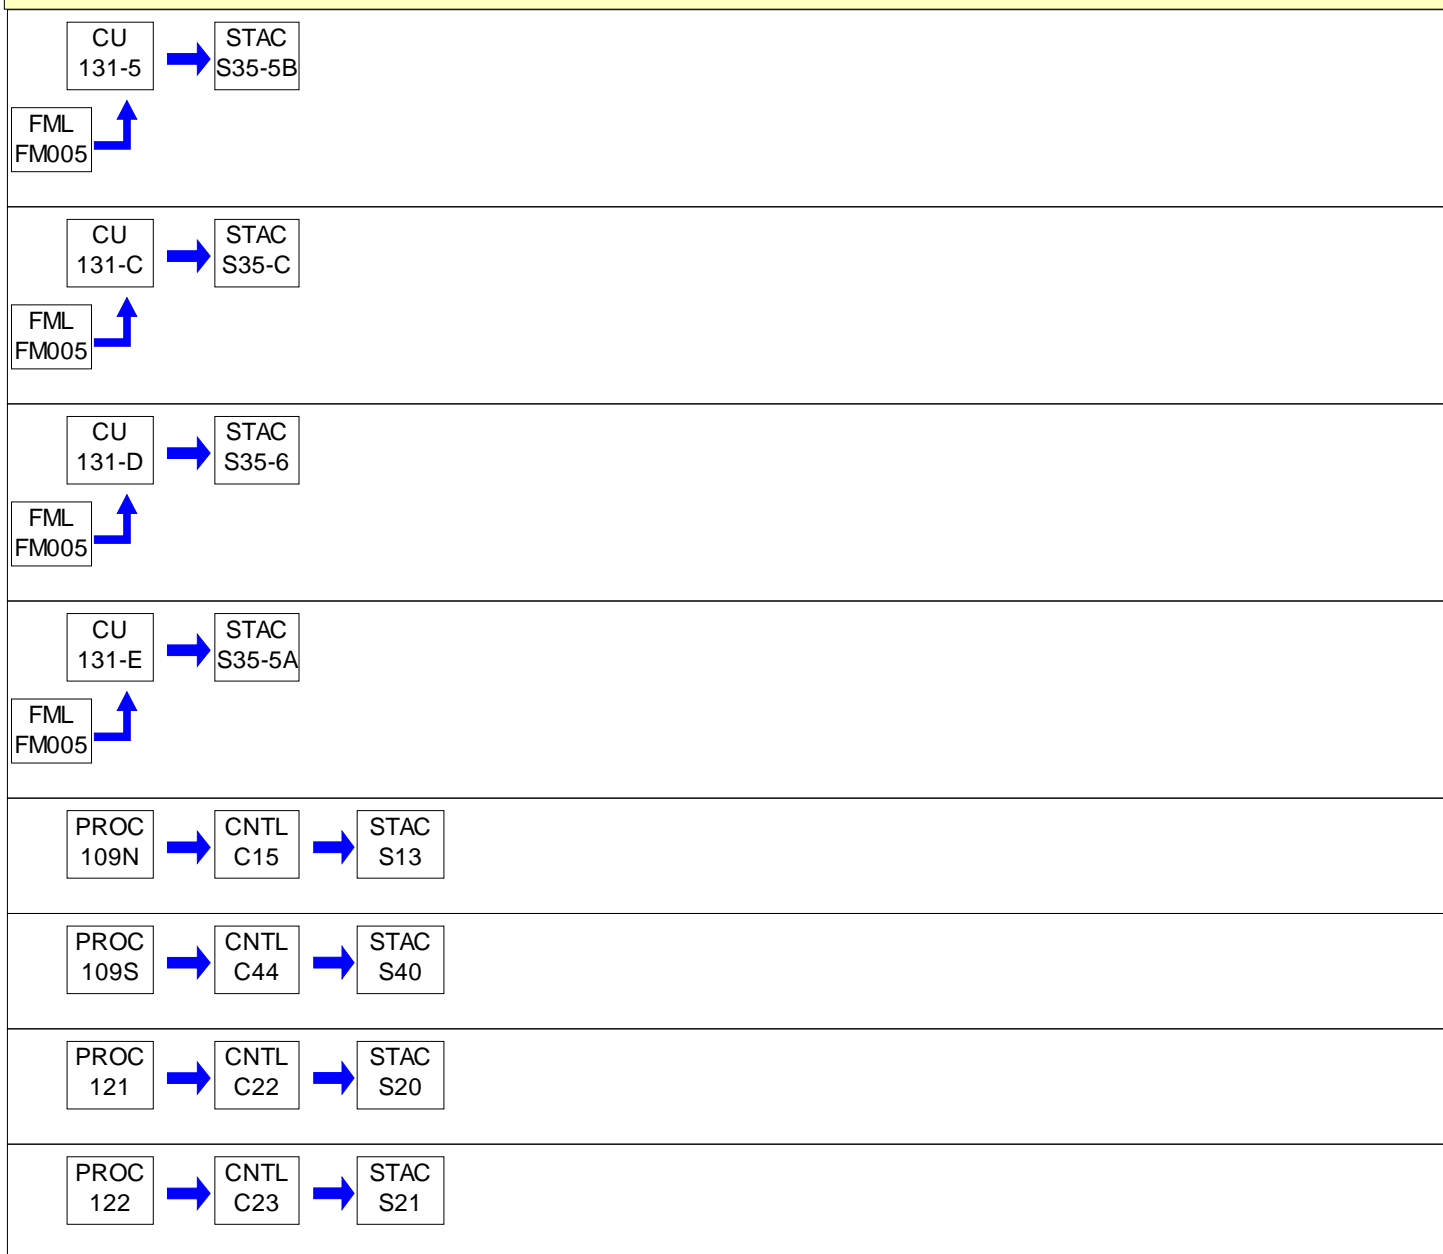 CU
131-5
STAC
S35-5B
FML
FM005
CU
131-C
STAC
S35-C
FML
FM005
CU
131-D
STAC
S35-6
FML
FM005
CU
131-E
STAC
S35-5A
FML
FM005
PROC
109N
CNTL
C15
STAC
S13
PROC
109S
CNTL
C44
STAC
S40
PROC
121
CNTL
C22
STAC
S20
PROC
122
CNTL
C23
STAC
S21